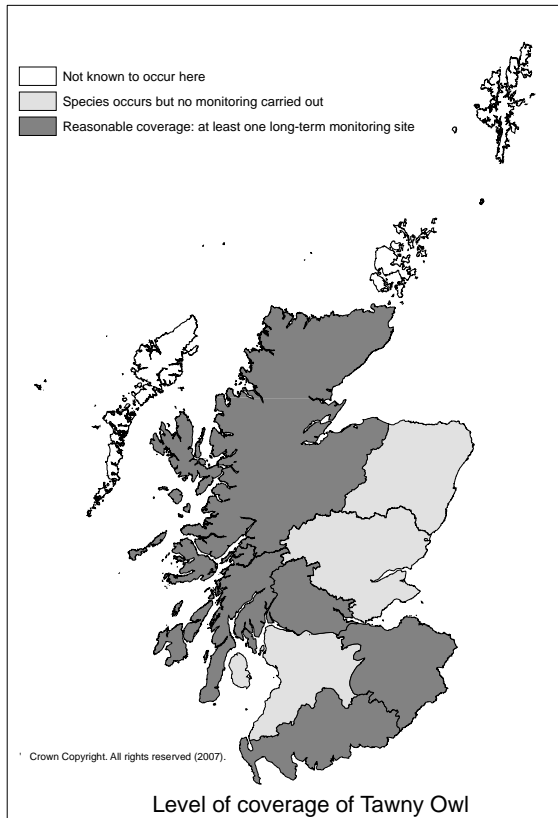 Not known to occur here
Species occurs but no monitoring carried out
Reasonable coverage: at least one long-term monitoring site
' Crown Copyright. All rights reserved (2007).
Level of coverage of Tawny Owl